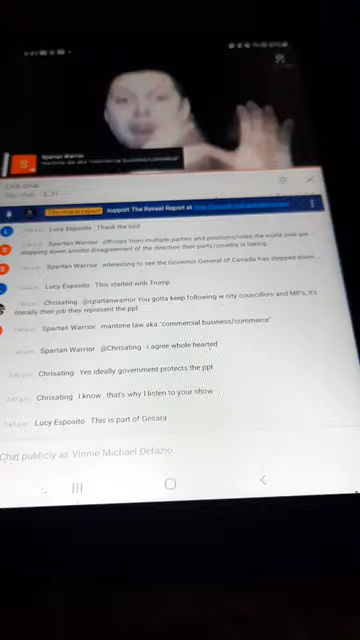 Spartan Warrior
Live chat
The reveal report support The Reveal Report at
Lucy Esposito Thank the lord
Spartan Warrior officials from multiple parties and positions/roles the world over are
stepping down amidst disagreement of the direction their party/country is taking.
Spartan Warrior interesting to see the Governor General of Canada has stepped down
Lucy Esposito This started with Trump
Chrisating @spartanwarrior You gotta keep following w city councillors and MP's, it's
literally their job they represent the ppl
Spartan Warrior maritime law aka 'commercial business/commerce'
Spartan Warrior @Chrisating - i agree whole hearted
Chrisating Yes ideally government protects the ppl
Chrisating I know.. that's why I listen to your show
Lucy Esposito This is part of Gesara
Chat publicly as Vinnie Michael Defazio...